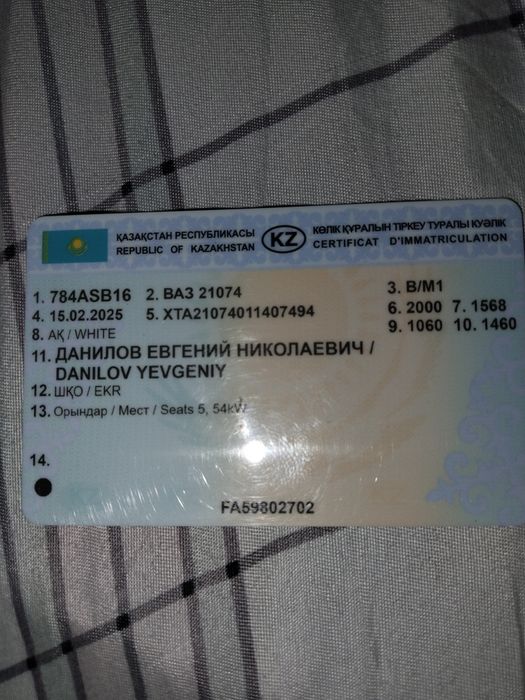 ҚАЗАҚСТАН РЕСПУБЛИКАСЫ
REPUBLIC OF KAZAKHSTAN
KZ
КӨЛІК ҚҰРАЛЫН ТІРКЕУ ТУРАЛЫ КУӘЛІК
CERTIFICAT D'IMMATRICULATION
1. 784ASB16 2. ВАЗ 21074 3. B/M1
4. 15.02.2025 5. XTA21074011407494 6. 2000 7. 1568
8. АҚ / WHITE 9. 1060 10. 1460
11. ДАНИЛОВ ЕВГЕНИЙ НИКОЛАЕВИЧ /
DANILOV YEVGENIY
12. ШҚО / EKR
13. Орындар / Мест / Seats 5, 54kW
14.
FA59802702